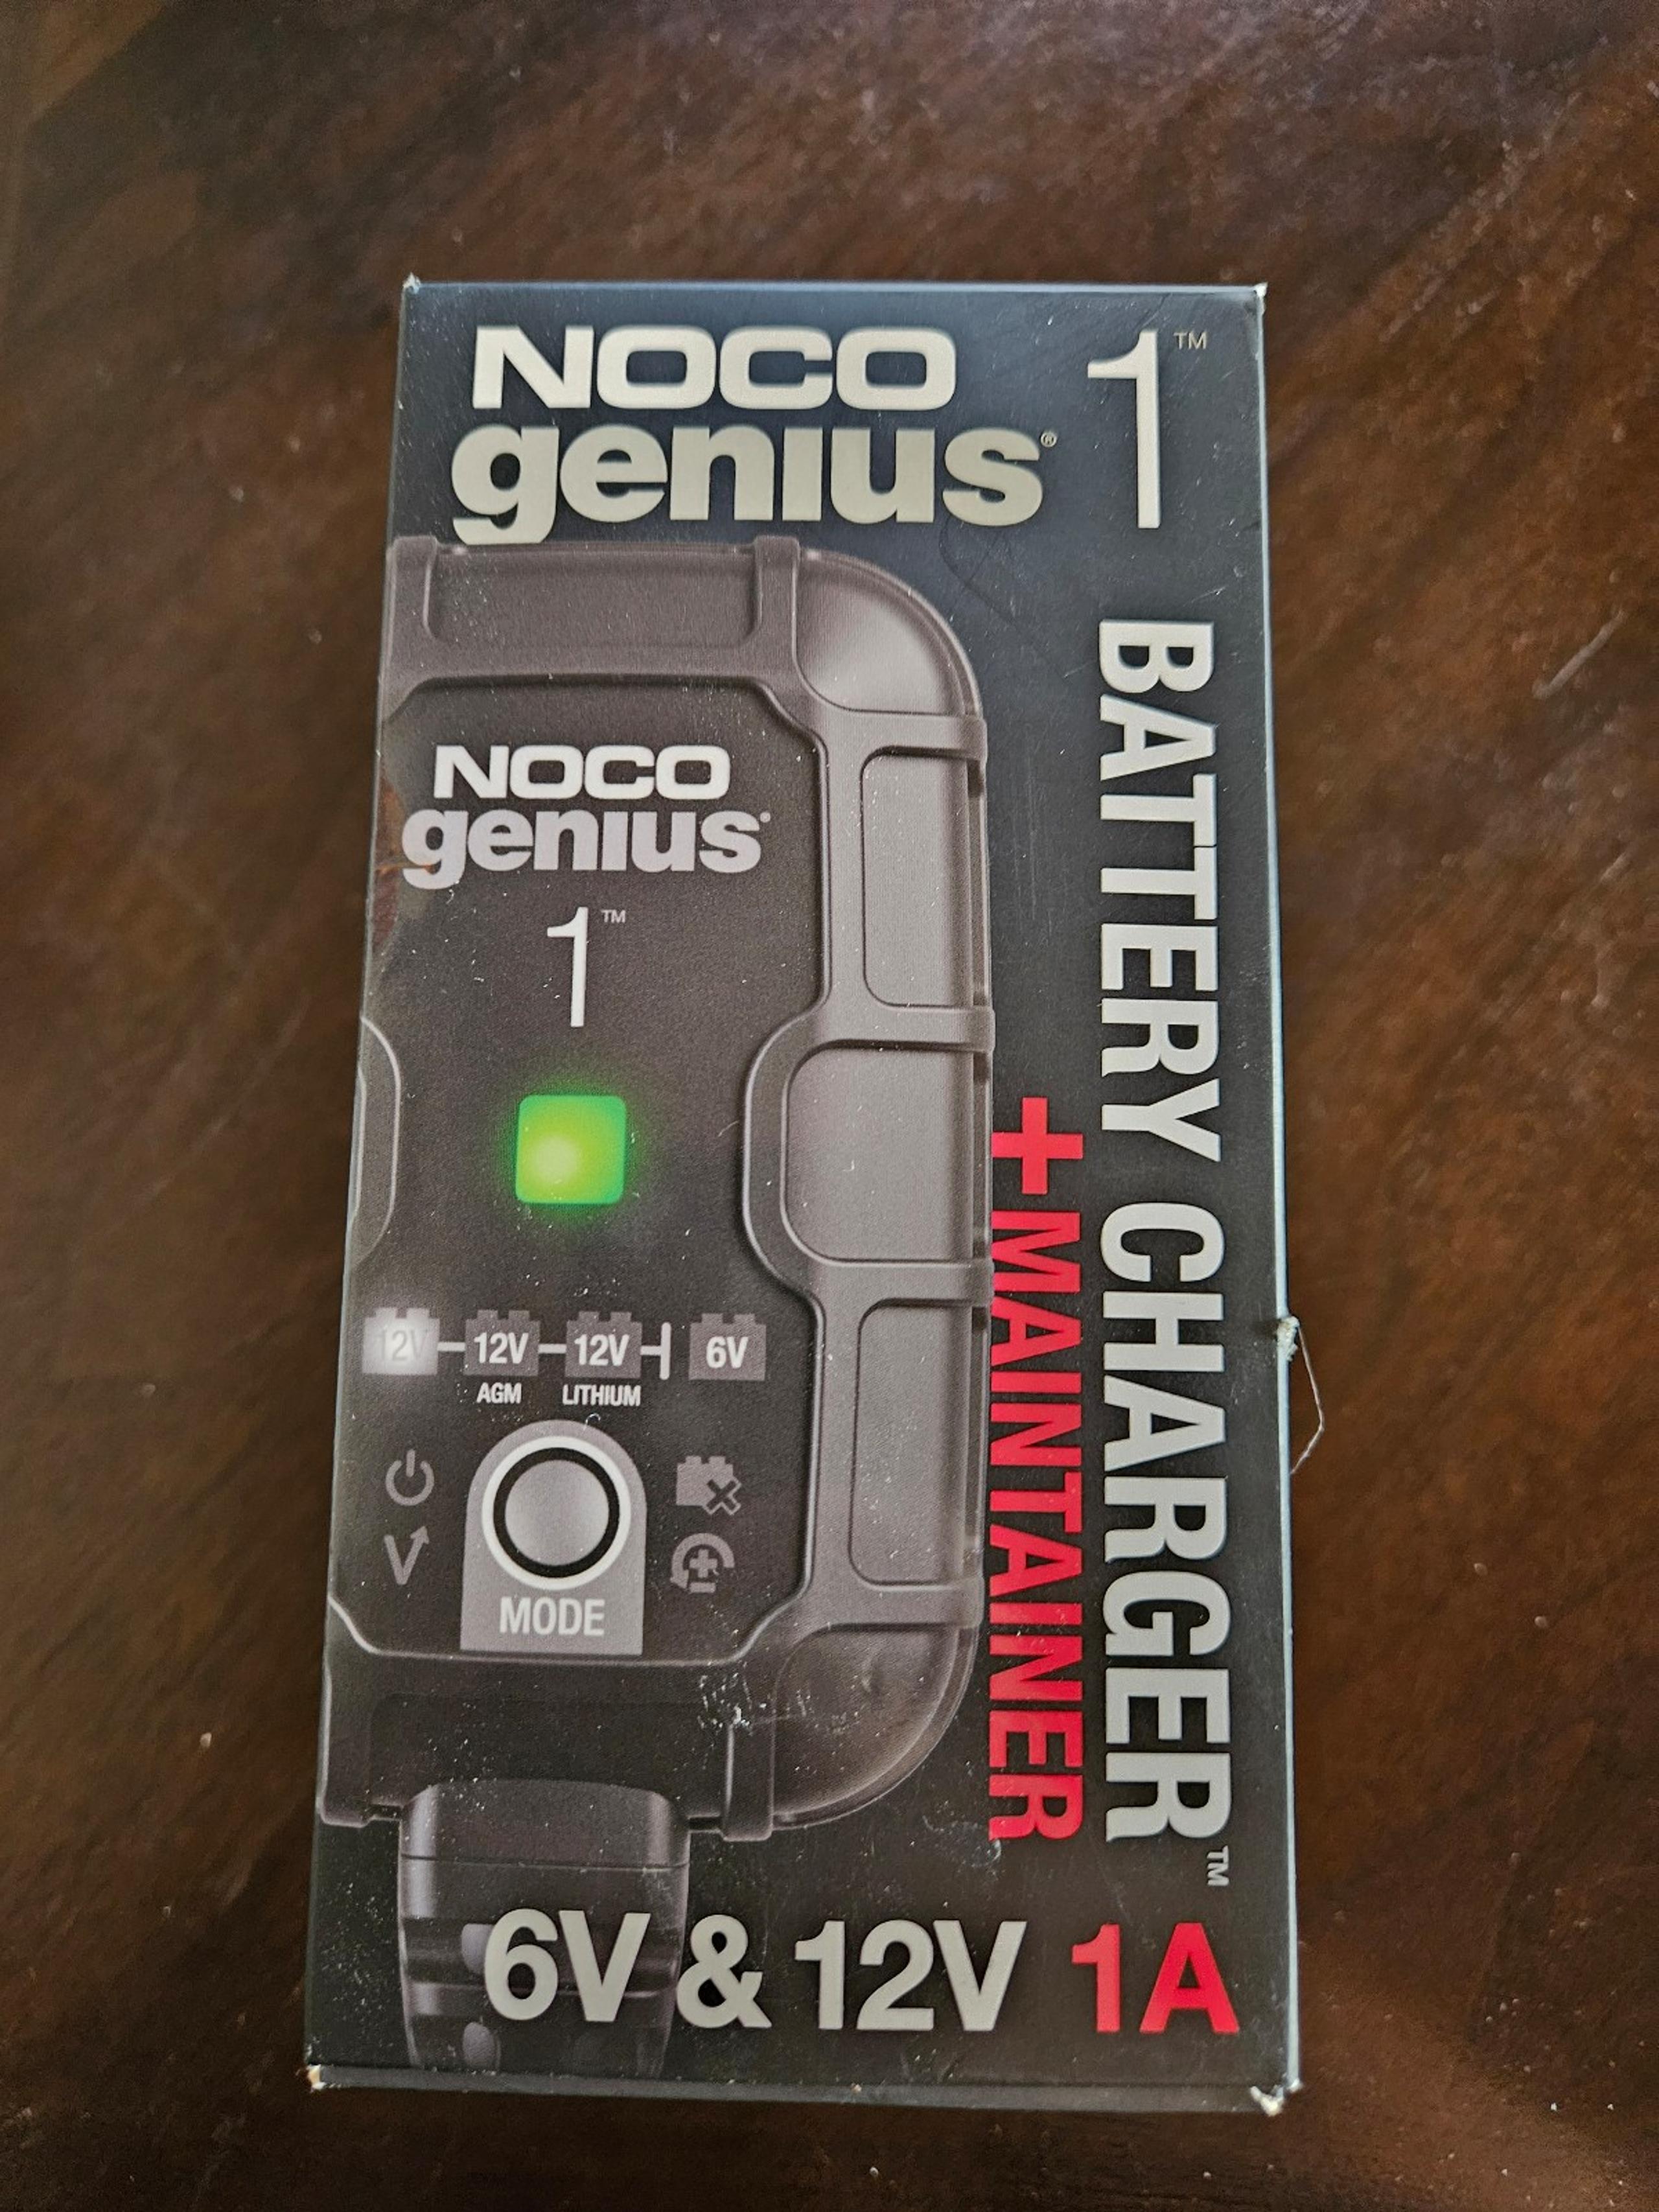 NOCO
genius®
1™
BATTERY CHARGER™
+ MAINTAINER
NOCO
genius
1™
12V 12V 12V 6V
AGM LITHIUM
MODE
6V & 12V 1A